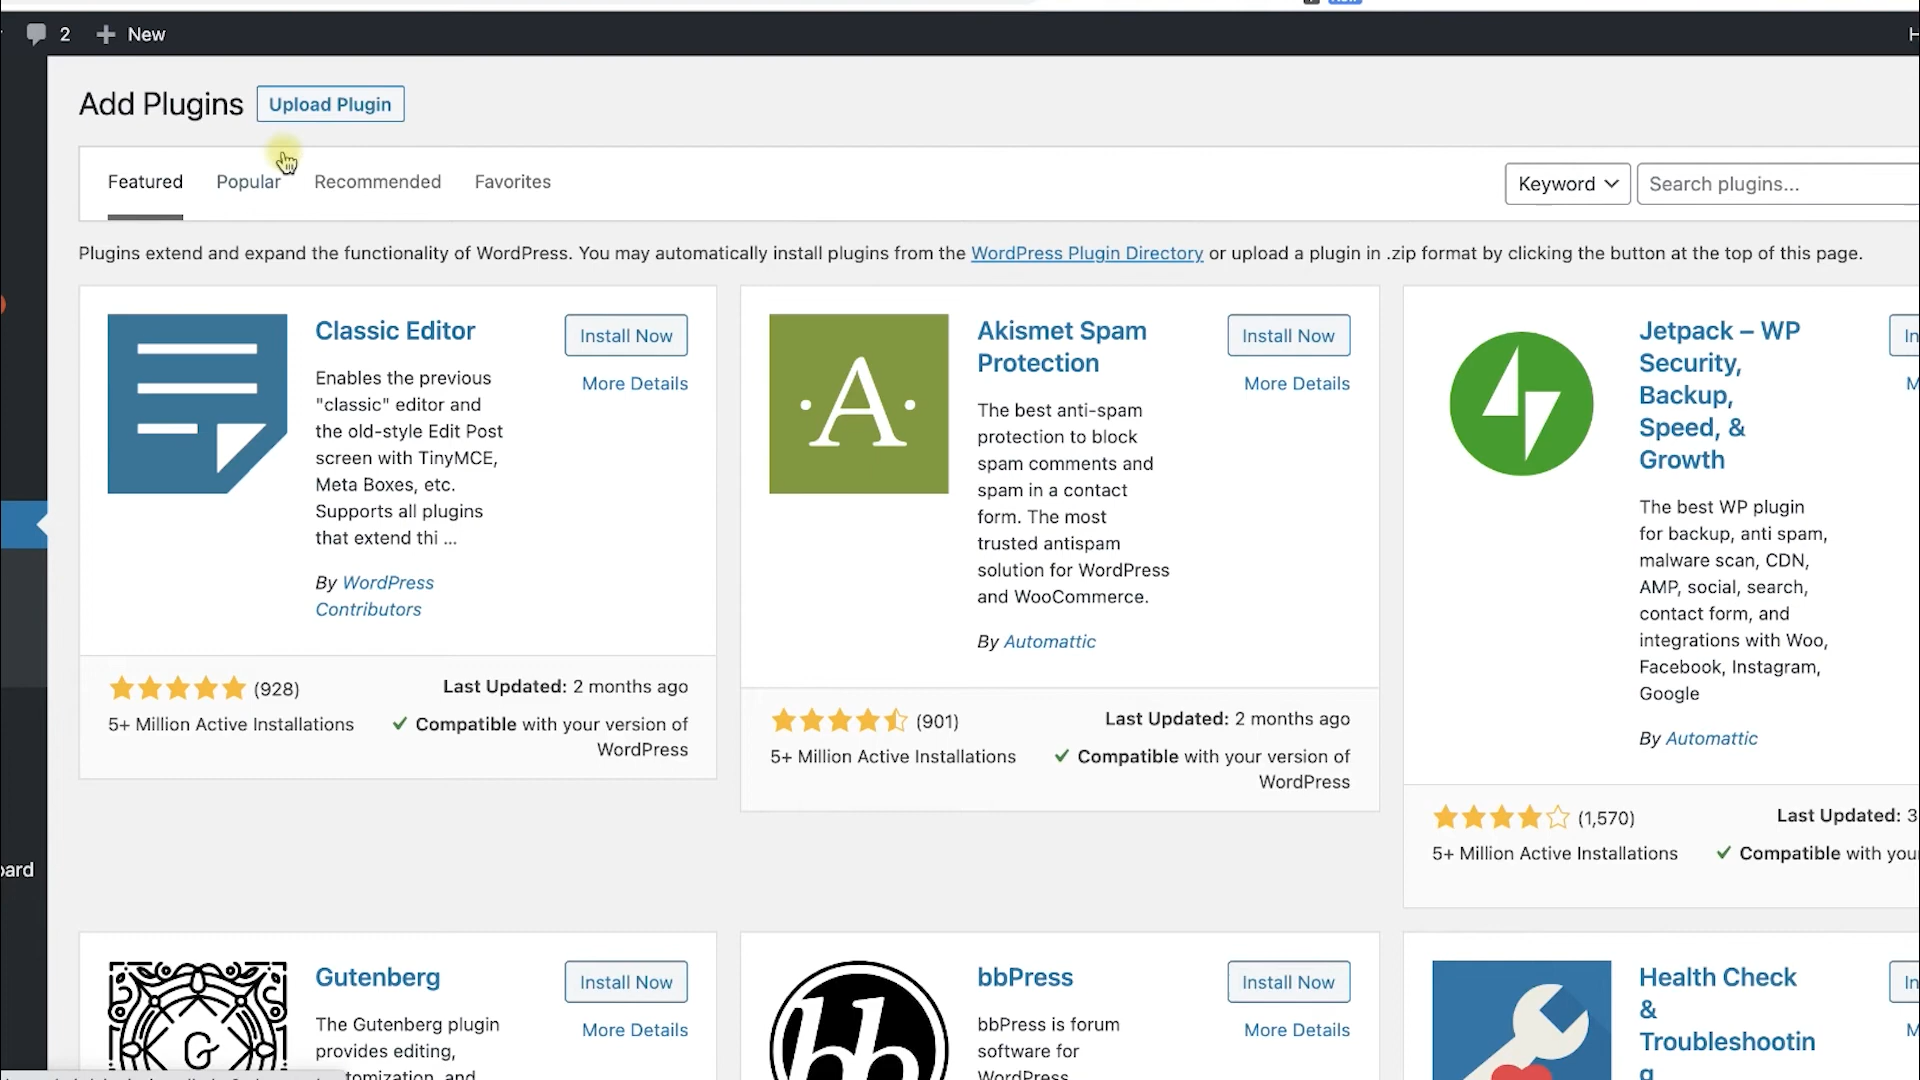 2 New
Add Plugins Upload Plugin
Featured Popular Recommended Favorites Keyword Search plugins...
Plugins extend and expand the functionality of WordPress. You may automatically install plugins from the WordPress Plugin Directory or upload a plugin in .zip format by clicking the button at the top of this page.
Classic Editor
Install Now
More Details
Enables the previous
"classic" editor and
the old-style Edit Post
screen with TinyMCE,
Meta Boxes, etc.
Supports all plugins
that extend thi ...
By WordPress
Contributors
(928)
Last Updated: 2 months ago
5+ Million Active Installations
Compatible with your version of
WordPress
A
Akismet Spam
Protection
Install Now
More Details
The best anti-spam
protection to block
spam comments and
spam in a contact
form. The most
trusted antispam
solution for WordPress
and WooCommerce.
By Automattic
(901)
Last Updated: 2 months ago
5+ Million Active Installations
Compatible with your version of
WordPress
Jetpack – WP
Security,
Backup,
Speed, &
Growth
The best WP plugin
for backup, anti spam,
malware scan, CDN,
AMP, social, search,
contact form, and
integrations with Woo,
Facebook, Instagram,
Google
By Automattic
(1,570)
Last Updated: 3
5+ Million Active Installations
Compatible with you
oard
G
Gutenberg
Install Now
More Details
The Gutenberg plugin
provides editing,
bb
bbPress
Install Now
More Details
bbPress is forum
software for
WordPress
Health Check
&
Troubleshootin
g